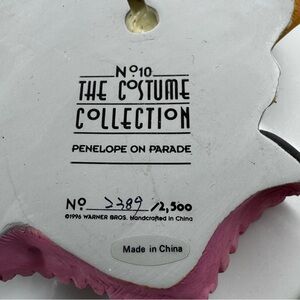 Nº10
THE COSTUME
COLLECTION
PENELOPE ON PARADE
Nº 2389 /2,500
©1996 WARNER BROS. Handcrafted in China
Made in China